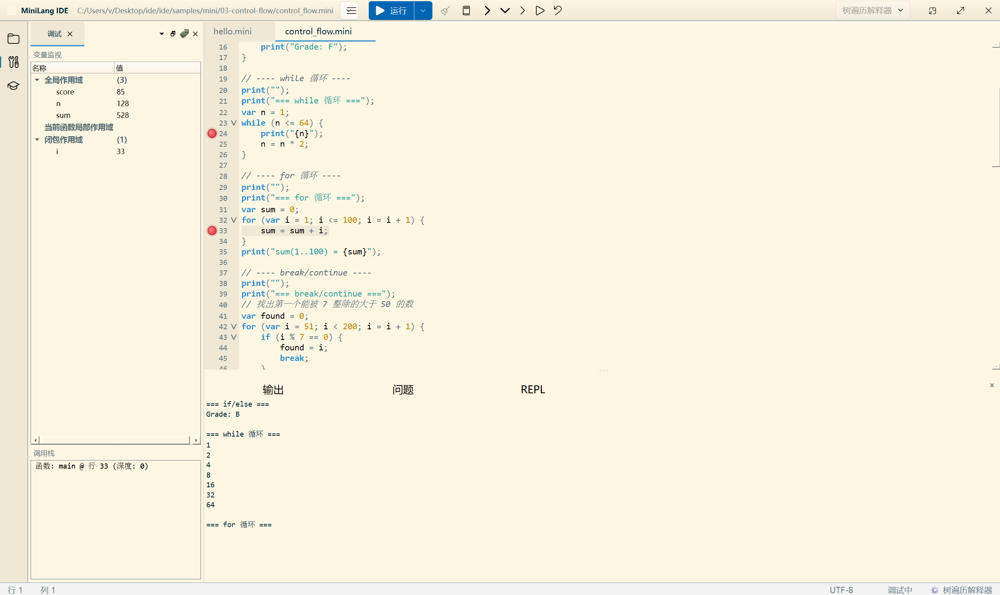 MiniLang IDE C:/Users/v/Desktop/ide/ide/samples/mini/03-control-flow/control_flow.mini 运行 树遍历解释器
调试
变量监视
名称 值
全局作用域 (3)
score 85
n 128
sum 528
当前函数局部作用域
闭包作用域 (1)
i 33
调用栈
函数: main @ 行 33 (深度: 0)
hello.mini control_flow.mini
16 print("Grade: F");
17 }
18
19 // ---- while 循环 ----
20 print("");
21 print("=== while 循环 ===");
22 var n = 1;
23 while (n <= 64) {
24 print("{n}");
25 n = n * 2;
26 }
27
28 // ---- for 循环 ----
29 print("");
30 print("=== for 循环 ===");
31 var sum = 0;
32 for (var i = 1; i <= 100; i = i + 1) {
33 sum = sum + i;
34 }
35 print("sum(1..100) = {sum}");
36
37 // ---- break/continue ----
38 print("");
39 print("=== break/continue ===");
40 // 找出第一个能被 7 整除的大于 50 的数
41 var found = 0;
42 for (var i = 51; i < 200; i = i + 1) {
43 if (i % 7 == 0) {
44 found = i;
45 break;
46 }
输出 问题 REPL
=== if/else ===
Grade: B
=== while 循环 ===
1
2
4
8
16
32
64
=== for 循环 ===
行 1 列 1 UTF-8 调试中 树遍历解释器